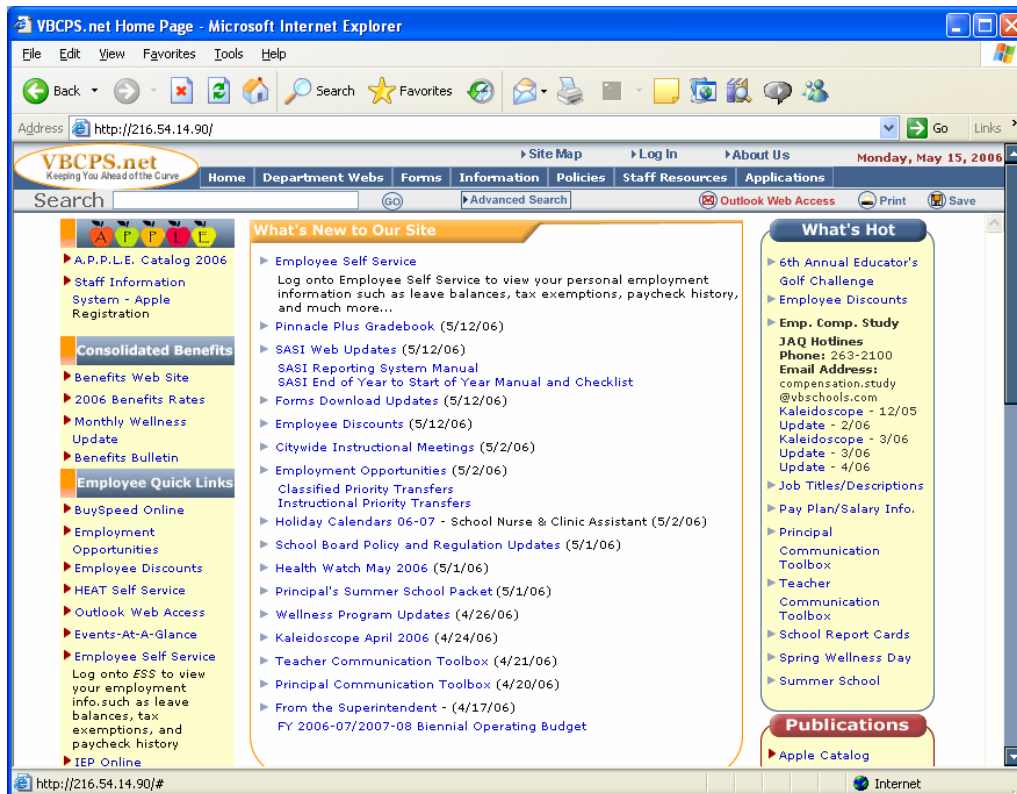 VBCPS.net Home Page - Microsoft Internet Explorer
File Edit View Favorites Tools Help
Back Search Favorites
Address http://216.54.14.90/ Go Links
VBCPS.net
Keeping You Ahead of the Curve
Site Map Log In About Us Monday, May 15, 2006
Home Department Webs Forms Information Policies Staff Resources Applications
Search GO Advanced Search Outlook Web Access Print Save
APPLE
A.P.P.L.E. Catalog 2006
Staff Information
System - Apple
Registration
Consolidated Benefits
Benefits Web Site
2006 Benefits Rates
Monthly Wellness
Update
Benefits Bulletin
Employee Quick Links
BuySpeed Online
Employment
Opportunities
Employee Discounts
HEAT Self Service
Outlook Web Access
Events-At-A-Glance
Employee Self Service
Log onto ESS to view
your employment
info.such as leave
balances, tax
exemptions, and
paycheck history
IEP Online
What's New to Our Site
Employee Self Service
Log onto Employee Self Service to view your personal employment
information such as leave balances, tax exemptions, paycheck history,
and much more...
Pinnacle Plus Gradebook (5/12/06)
SASI Web Updates (5/12/06)
SASI Reporting System Manual
SASI End of Year to Start of Year Manual and Checklist
Forms Download Updates (5/12/06)
Employee Discounts (5/12/06)
Citywide Instructional Meetings (5/2/06)
Employment Opportunities (5/2/06)
Classified Priority Transfers
Instructional Priority Transfers
Holiday Calendars 06-07 - School Nurse & Clinic Assistant (5/2/06)
School Board Policy and Regulation Updates (5/1/06)
Health Watch May 2006 (5/1/06)
Principal's Summer School Packet (5/1/06)
Wellness Program Updates (4/26/06)
Kaleidoscope April 2006 (4/24/06)
Teacher Communication Toolbox (4/21/06)
Principal Communication Toolbox (4/20/06)
From the Superintendent - (4/17/06)
FY 2006-07/2007-08 Biennial Operating Budget
What's Hot
6th Annual Educator's
Golf Challenge
Employee Discounts
Emp. Comp. Study
JAQ Hotlines
Phone: 263-2100
Email Address:
compensation.study
@vbschools.com
Kaleidoscope - 12/05
Update - 2/06
Kaleidoscope - 3/06
Update - 3/06
Update - 4/06
Job Titles/Descriptions
Pay Plan/Salary Info.
Principal
Communication
Toolbox
Teacher
Communication
Toolbox
School Report Cards
Spring Wellness Day
Summer School
Publications
Apple Catalog
http://216.54.14.90/# Internet